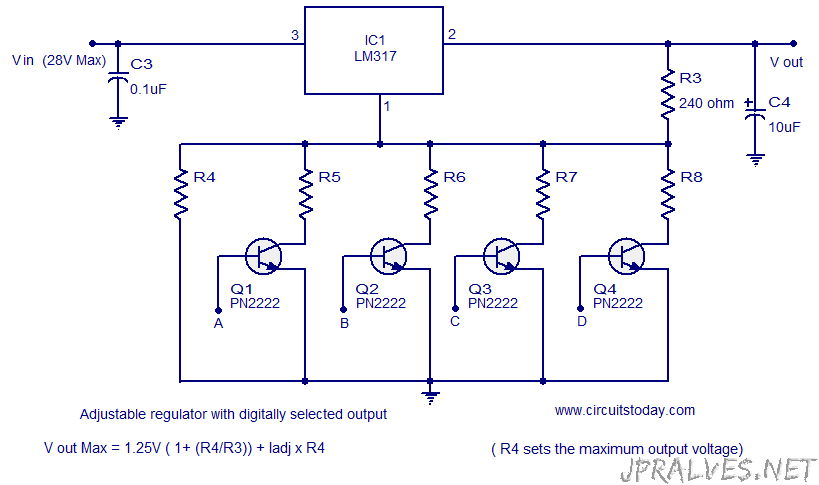 IC1
LM317
3
2
1
Vin (28V Max)
C3
0.1uF
R3
240 ohm
V out
+
C4
10uF
R4
R5
R6
R7
R8
Q1
PN2222
Q2
PN2222
Q3
PN2222
Q4
PN2222
A
B
C
D
Adjustable regulator with digitally selected output
www.circuitstoday.com
V out Max = 1.25V ( 1+ (R4/R3)) + Iadj x R4
( R4 sets the maximum output voltage)
JPRALVES.NET